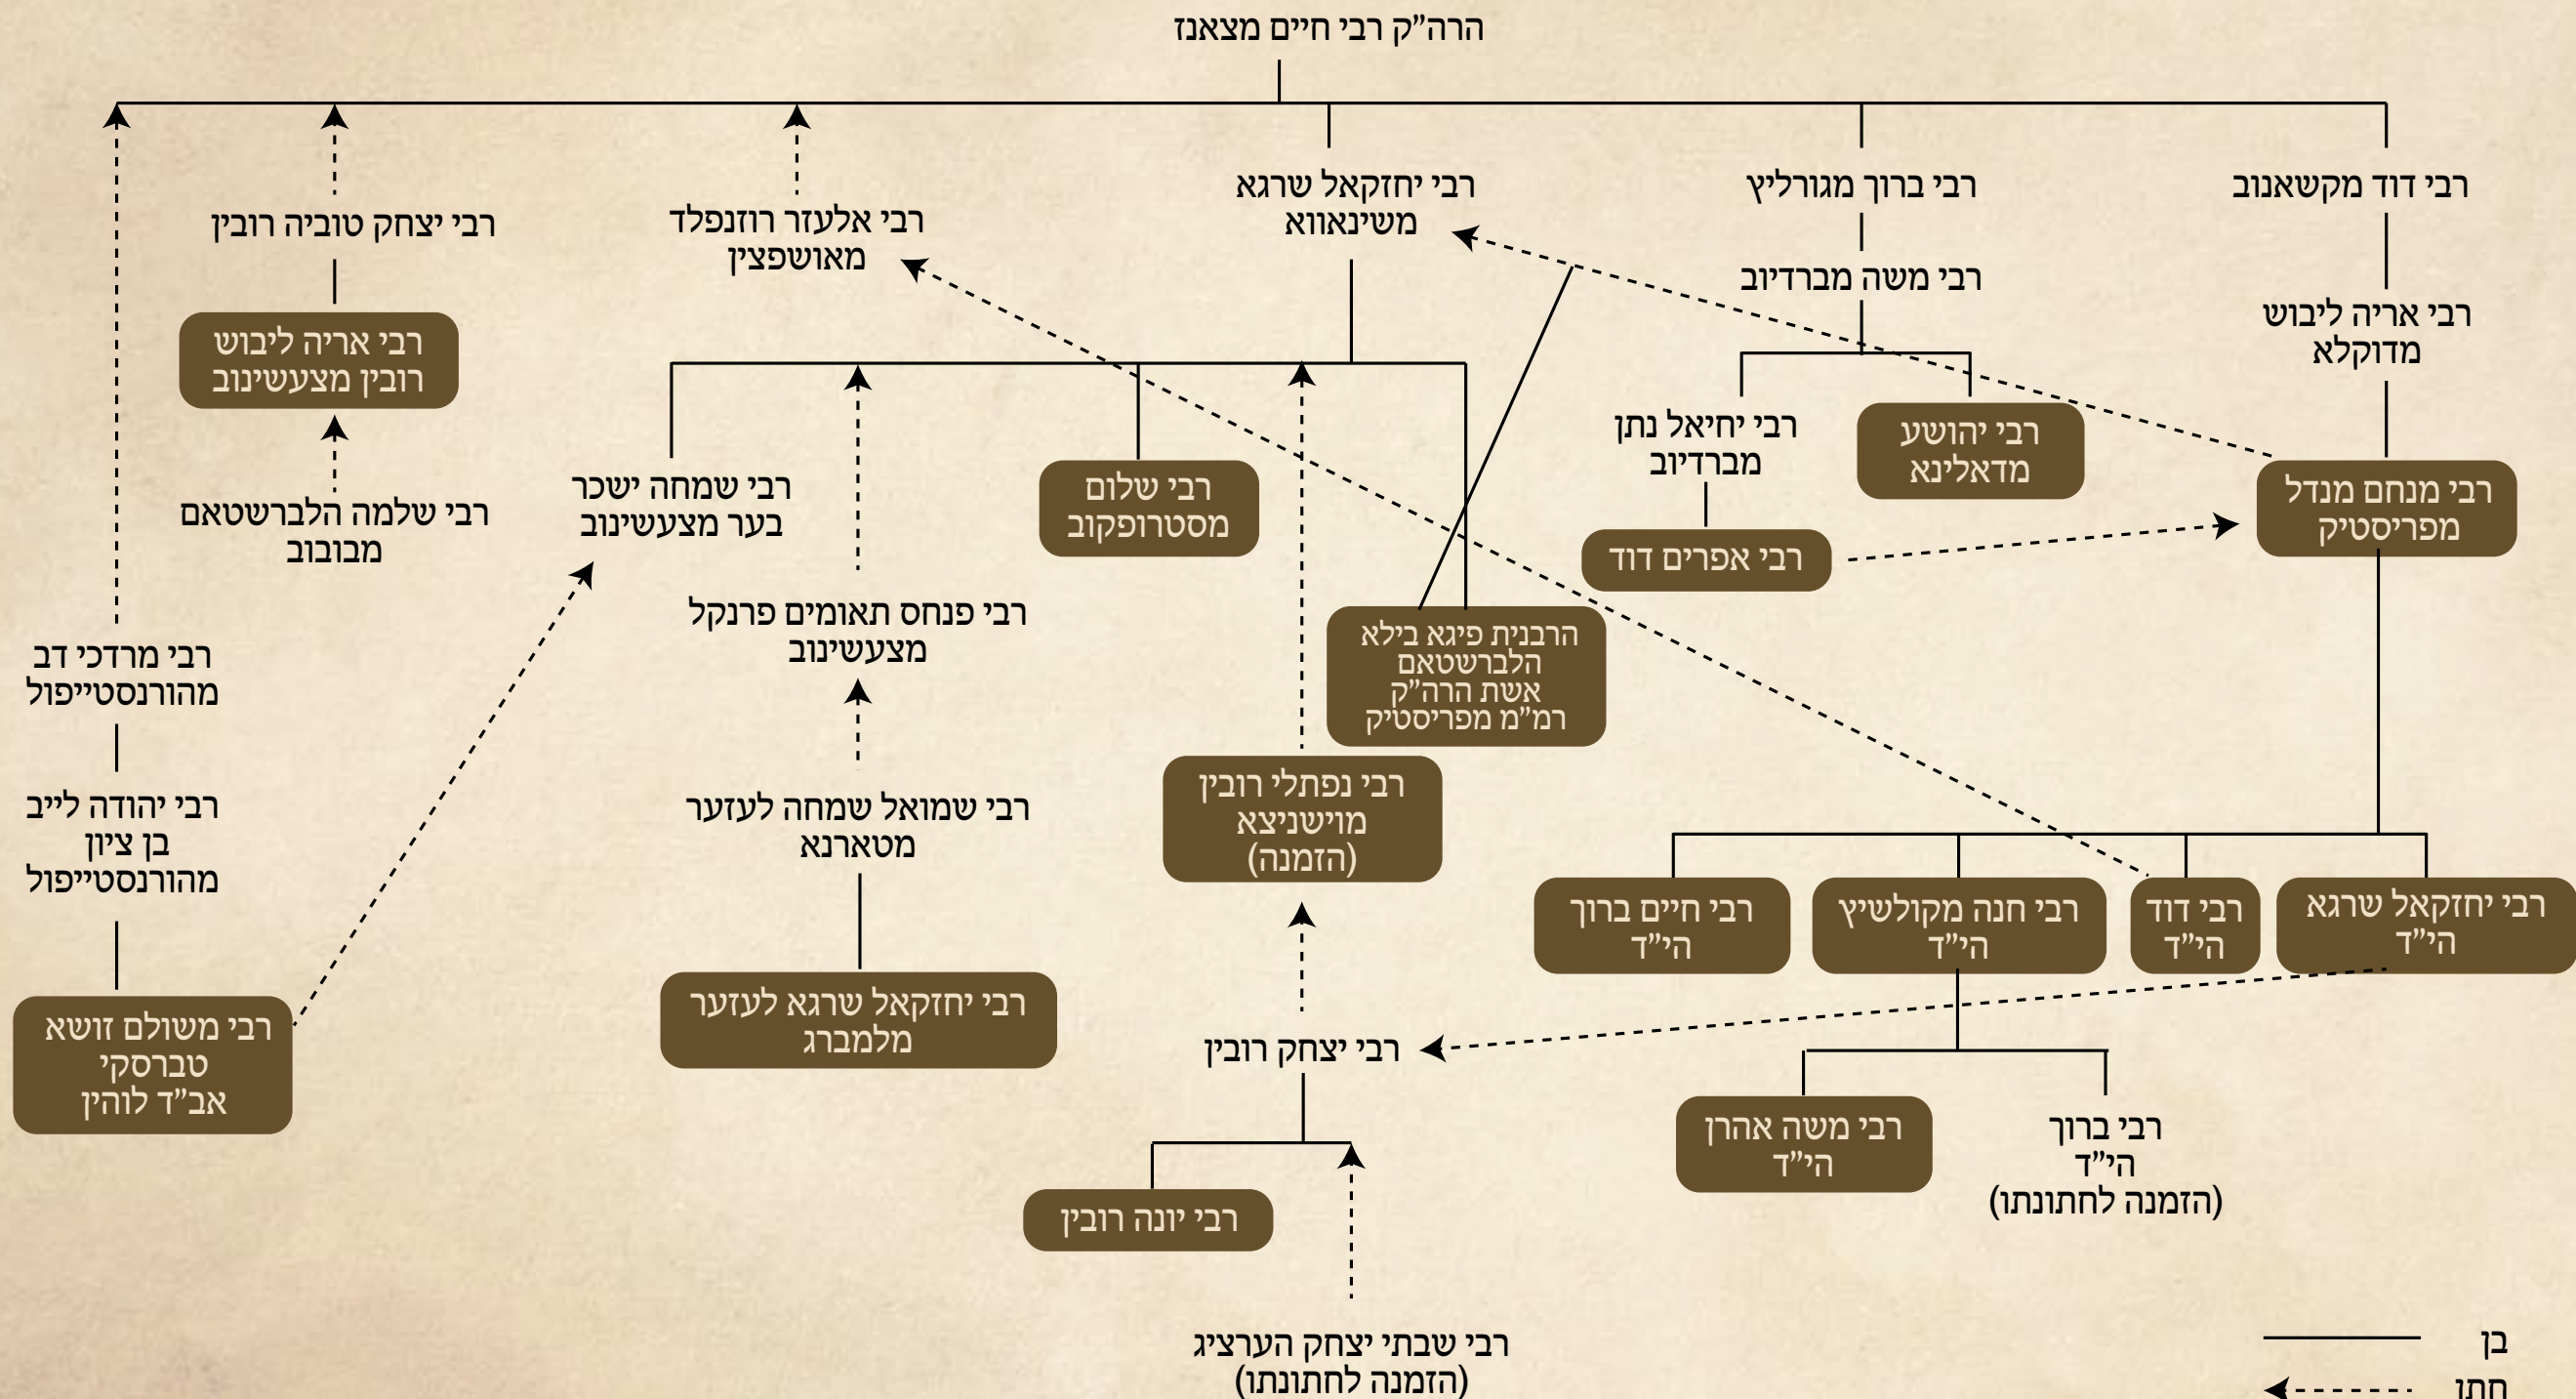 הרה״ק רבי חיים מצאנז
רבי דוד מקשאנוב
רבי אריה ליבוש
מדוקלא
רבי מנחם מנדל
מפריסטיק
רבי יחזקאל שרגא
הי״ד
רבי דוד
הי״ד
רבי חנה מקולשיץ
הי״ד
רבי חיים ברוך
הי״ד
רבי ברוך
הי״ד
(הזמנה לחתונתו)
רבי משה אהרן
הי״ד
רבי ברוך מגורליץ
רבי משה מברדיוב
רבי יהושע
מדאלינא
רבי יחיאל נתן
מברדיוב
רבי אפרים דוד
רבי יחזקאל שרגא
משינאווא
הרבנית פיגא בילא
הלברשטאם
אשת הרה״ק
רמ״מ מפריסטיק
רבי נפתלי רובין
מוישניצא
(הזמנה)
רבי יצחק רובין
רבי יונה רובין
רבי שבתי יצחק הערציג
(הזמנה לחתונתו)
רבי שלום
מסטרופקוב
רבי פנחס תאומים פרנקל
מצעשינוב
רבי שמואל שמחה לעזער
מטארנא
רבי יחזקאל שרגא לעזער
מלמברג
רבי שמחה ישכר
בער מצעשינוב
רבי אלעזר רוזנפלד
מאושפצין
רבי יצחק טוביה רובין
רבי אריה ליבוש
רובין מצעשינוב
רבי שלמה הלברשטאם
מבובוב
רבי מרדכי דב
מהורנסטייפול
רבי יהודה לייב
בן ציון
מהורנסטייפול
רבי משולם זושא
טברסקי
אב״ד לוהין
בן
חתן